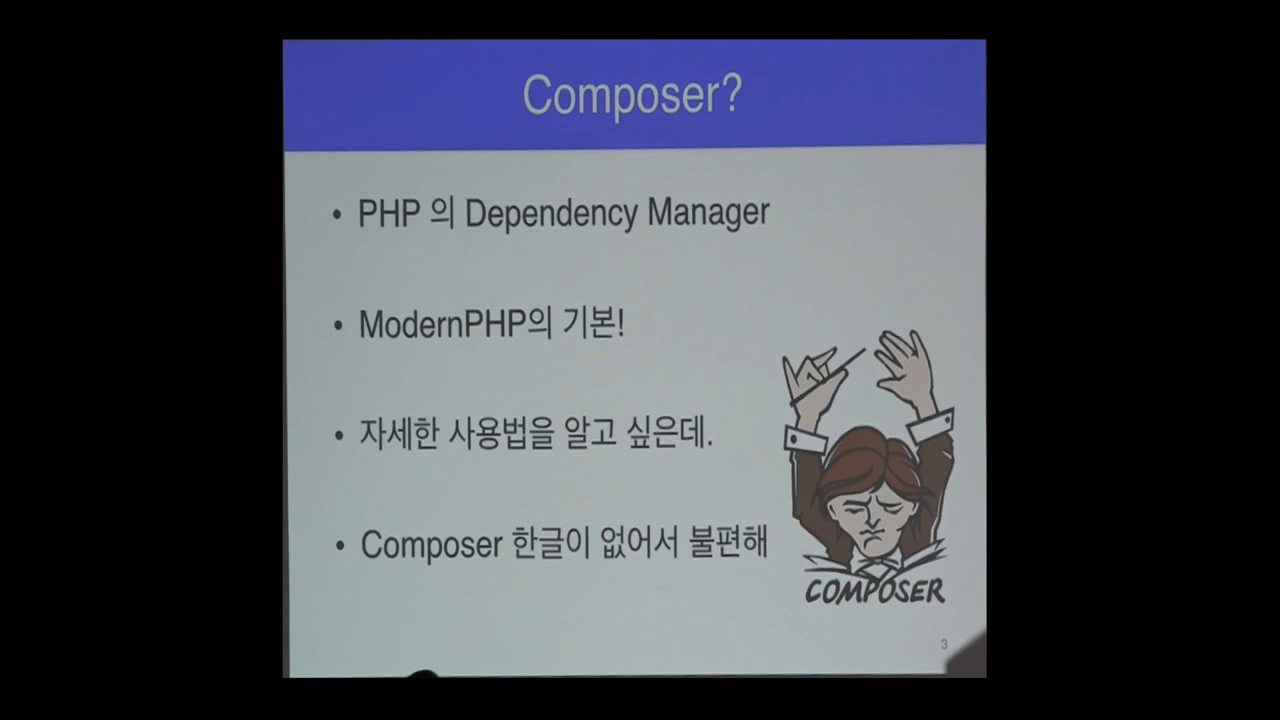 Composer?
• PHP 의 Dependency Manager
• ModernPHP의 기본!
• 자세한 사용법을 알고 싶은데.
• Composer 한글이 없어서 불편해
COMPOSER
3